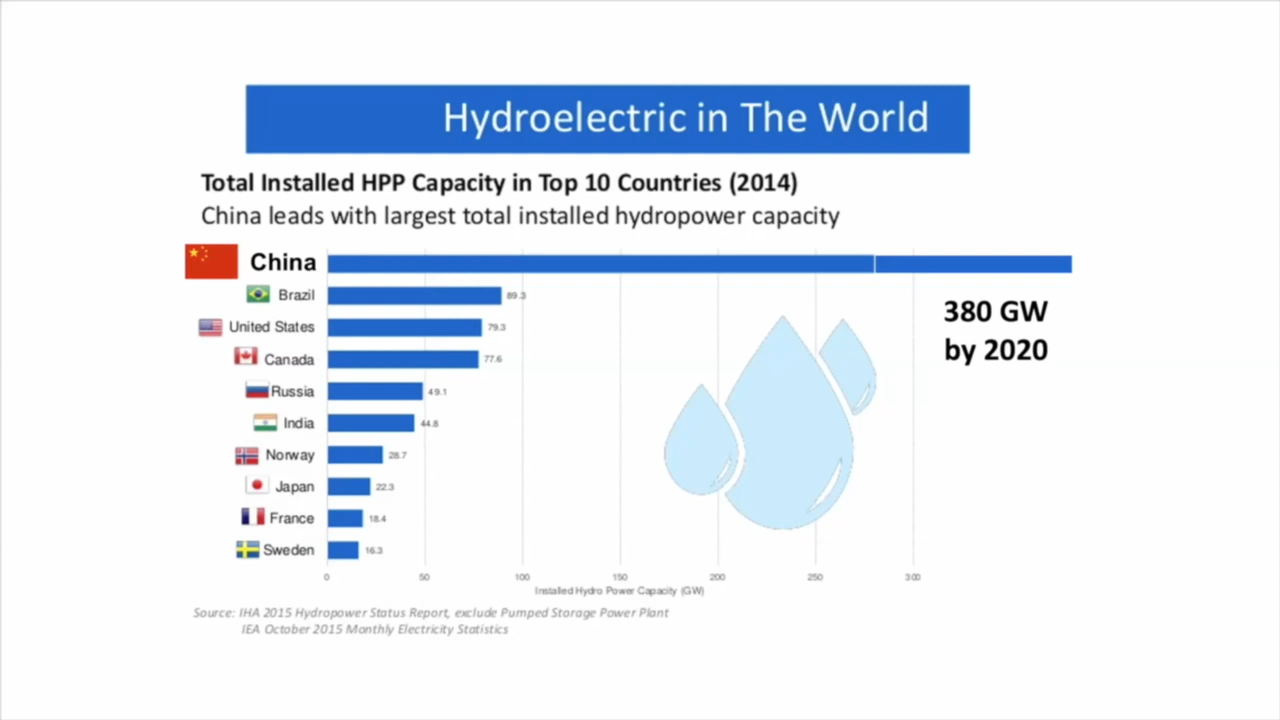 Hydroelectric in The World
Total Installed HPP Capacity in Top 10 Countries (2014)
China leads with largest total installed hydropower capacity
China
Brazil 89.3
380 GW
by 2020
United States 79.3
Canada 77.6
Russia 49.1
India 44.8
Norway 28.7
Japan 22.3
France 18.4
Sweden 16.3
0 50 100 150 200 250 300
Installed Hydro Power Capacity (GW)
Source: IHA 2015 Hydropower Status Report, exclude Pumped Storage Power Plant
IEA October 2015 Monthly Electricity Statistics